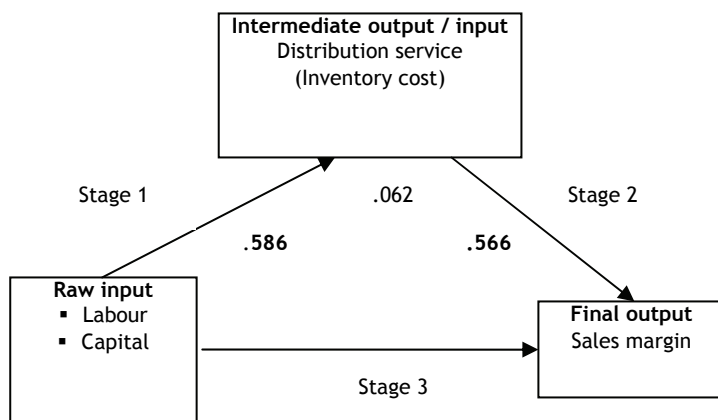 Intermediate output / input
Distribution service
(Inventory cost)
Stage 1
.062
Stage 2
.586
.566
Raw input
▪ Labour
▪ Capital
Final output
Sales margin
Stage 3